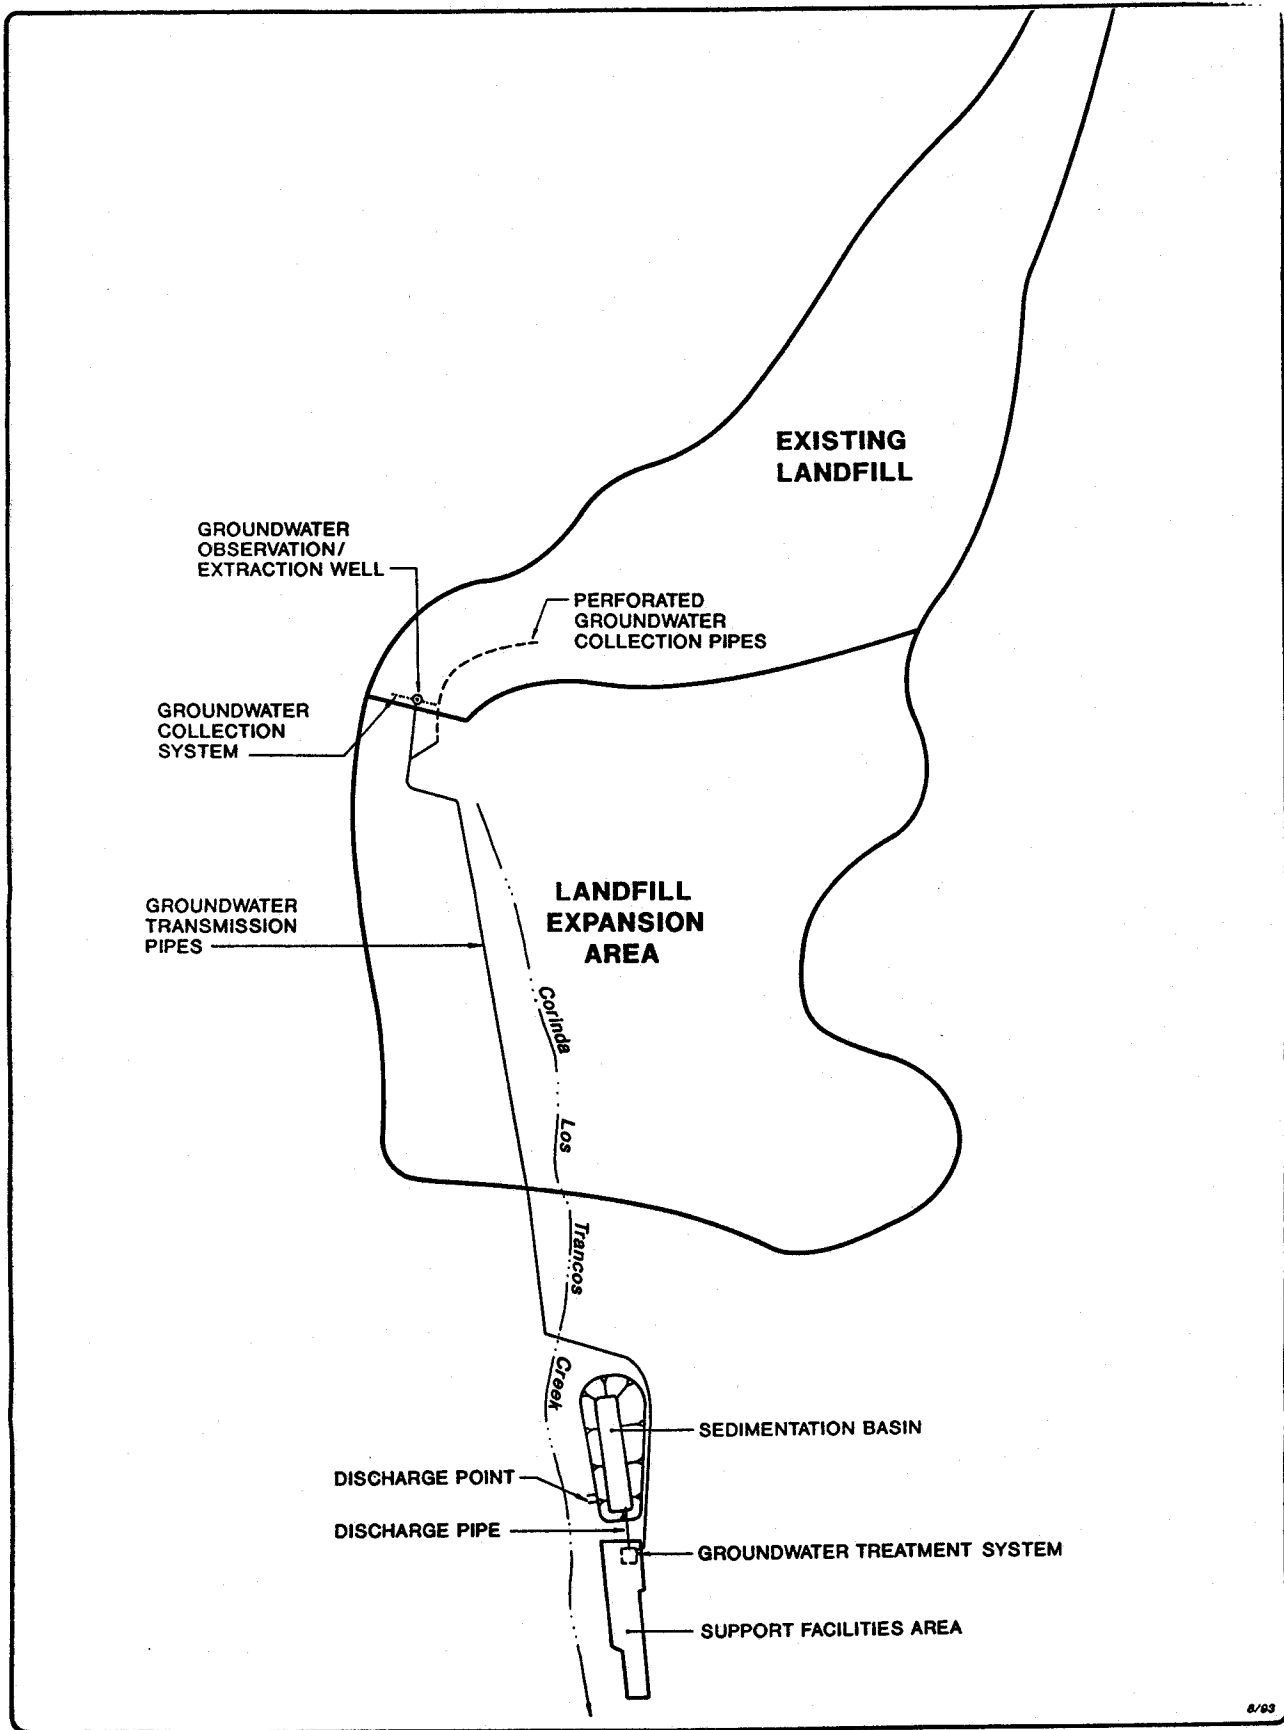 EXISTING
LANDFILL
GROUNDWATER
OBSERVATION/
EXTRACTION WELL
PERFORATED
GROUNDWATER
COLLECTION PIPES
GROUNDWATER
COLLECTION
SYSTEM
LANDFILL
EXPANSION
AREA
GROUNDWATER
TRANSMISSION
PIPES
Corinda
Los
Trancos
Creek
SEDIMENTATION BASIN
DISCHARGE POINT
DISCHARGE PIPE
GROUNDWATER TREATMENT SYSTEM
SUPPORT FACILITIES AREA
8/93